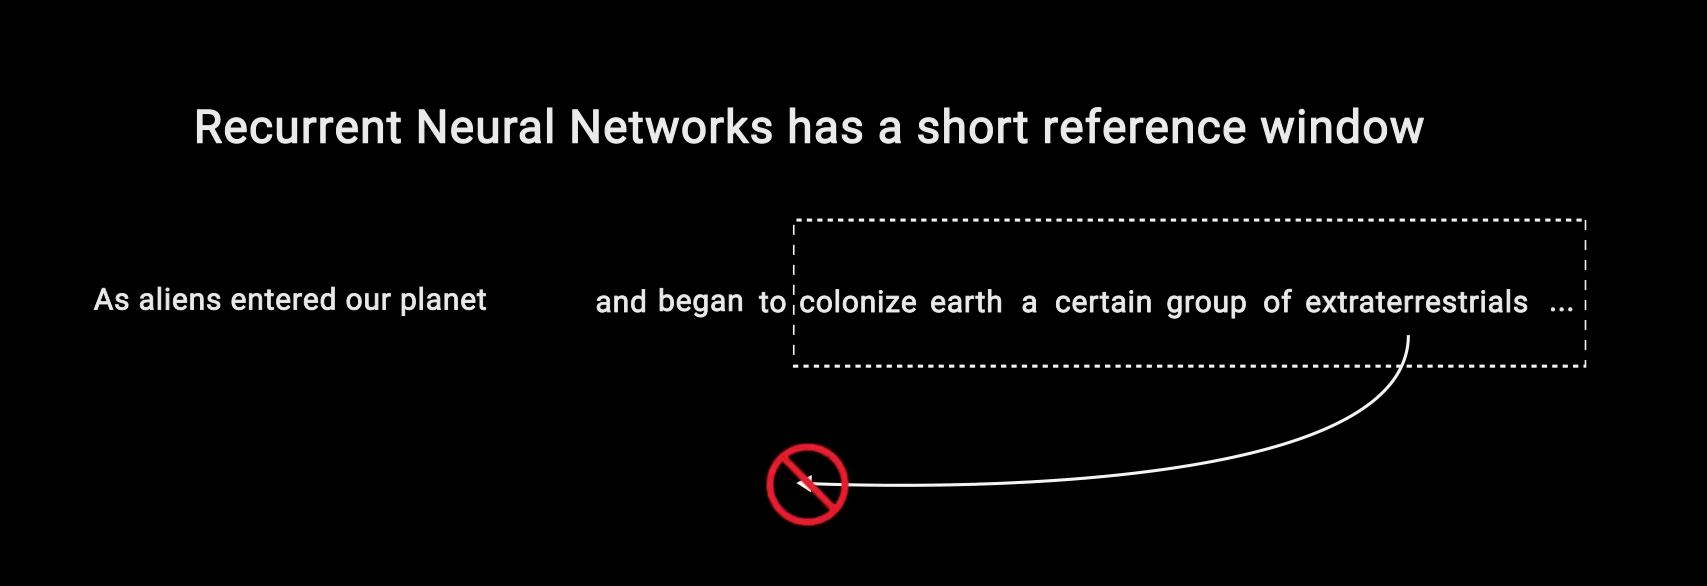 Recurrent Neural Networks has a short reference window
As aliens entered our planet and began to colonize earth a certain group of extraterrestrials ...